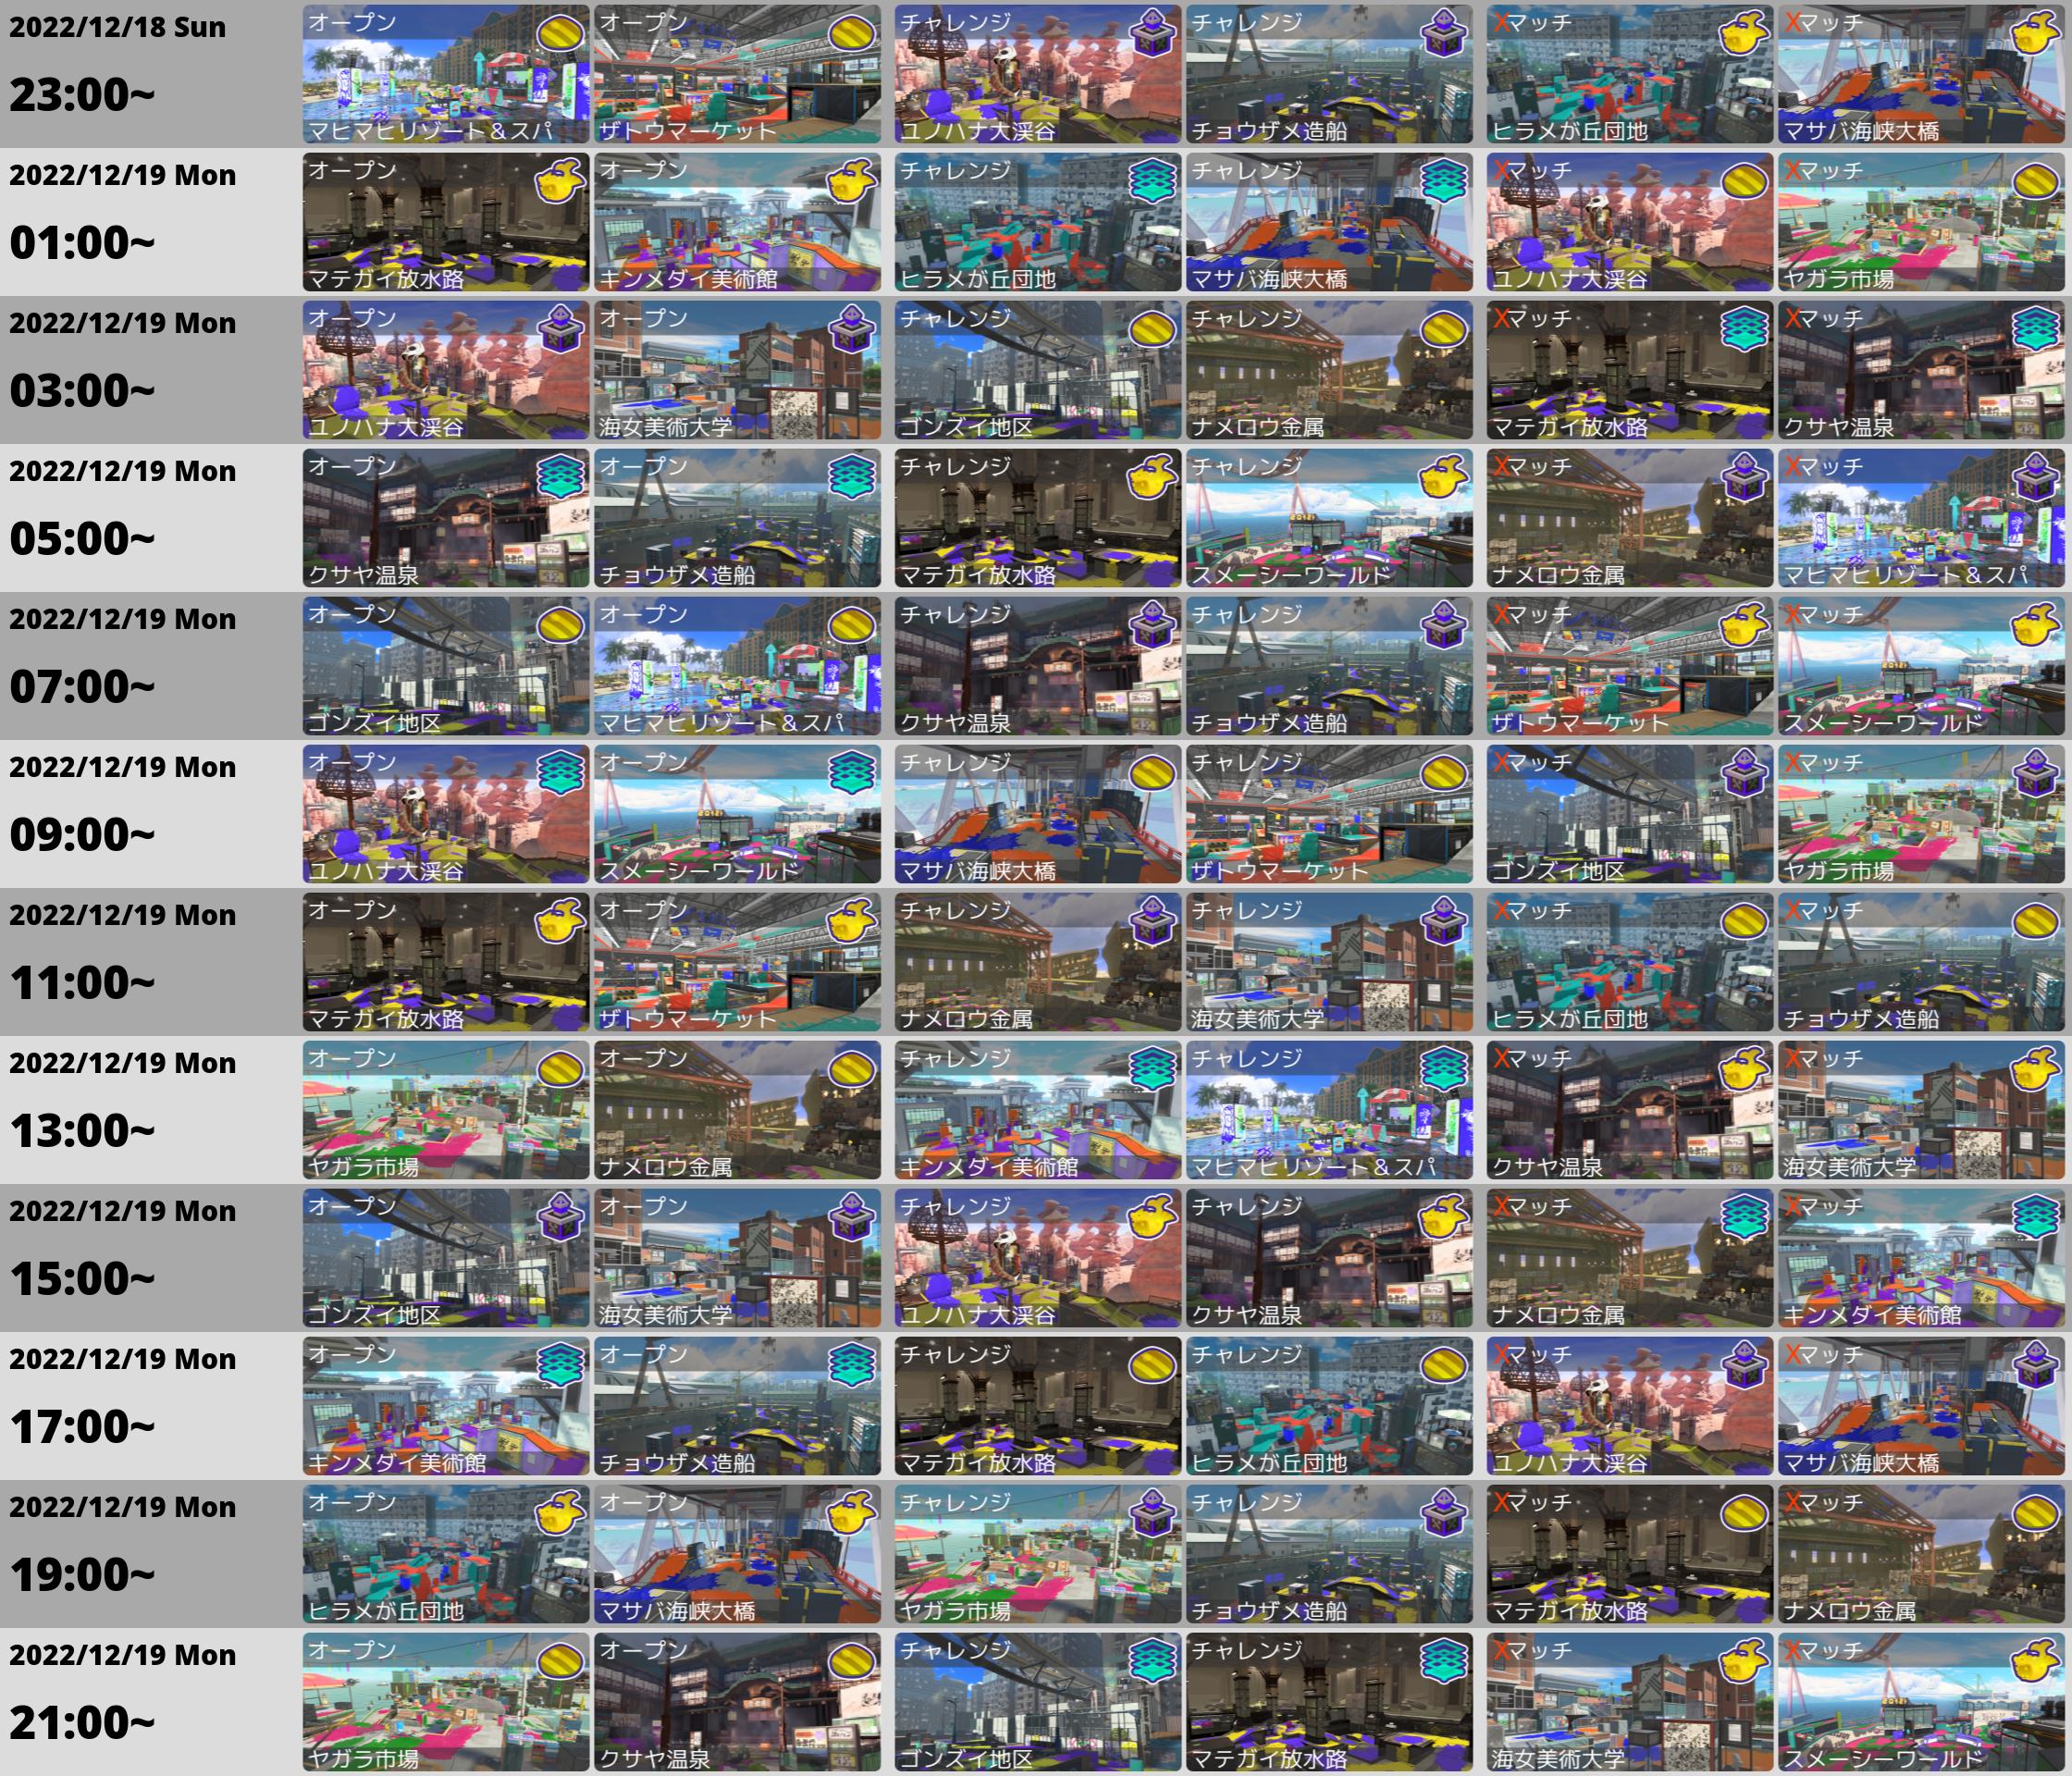 2022/12/18 Sun
23:00~
オープン オープン チャレンジ チャレンジ Xマッチ Xマッチ
マヒマヒリゾート＆スパ ザトウマーケット ユノハナ大渓谷 チョウザメ造船 ヒラメが丘団地 マサバ海峡大橋
2022/12/19 Mon
01:00~
オープン オープン チャレンジ チャレンジ Xマッチ Xマッチ
マテガイ放水路 キンメダイ美術館 ヒラメが丘団地 マサバ海峡大橋 ユノハナ大渓谷 ヤガラ市場
2022/12/19 Mon
03:00~
オープン オープン チャレンジ チャレンジ Xマッチ Xマッチ
ユノハナ大渓谷 海女美術大学 ゴンズイ地区 ナメロウ金属 マテガイ放水路 クサヤ温泉
2022/12/19 Mon
05:00~
オープン オープン チャレンジ チャレンジ Xマッチ Xマッチ
クサヤ温泉 チョウザメ造船 マテガイ放水路 スメーシーワールド ナメロウ金属 マヒマヒリゾート＆スパ
2022/12/19 Mon
07:00~
オープン オープン チャレンジ チャレンジ Xマッチ Xマッチ
ゴンズイ地区 マヒマヒリゾート＆スパ クサヤ温泉 チョウザメ造船 ザトウマーケット スメーシーワールド
2022/12/19 Mon
09:00~
オープン オープン チャレンジ チャレンジ Xマッチ Xマッチ
ユノハナ大渓谷 スメーシーワールド マサバ海峡大橋 ザトウマーケット ゴンズイ地区 ヤガラ市場
2022/12/19 Mon
11:00~
オープン オープン チャレンジ チャレンジ Xマッチ Xマッチ
マテガイ放水路 ザトウマーケット ナメロウ金属 海女美術大学 ヒラメが丘団地 チョウザメ造船
2022/12/19 Mon
13:00~
オープン オープン チャレンジ チャレンジ Xマッチ Xマッチ
ヤガラ市場 ナメロウ金属 キンメダイ美術館 マヒマヒリゾート＆スパ クサヤ温泉 海女美術大学
2022/12/19 Mon
15:00~
オープン オープン チャレンジ チャレンジ Xマッチ Xマッチ
ゴンズイ地区 海女美術大学 ユノハナ大渓谷 クサヤ温泉 ナメロウ金属 キンメダイ美術館
2022/12/19 Mon
17:00~
オープン オープン チャレンジ チャレンジ Xマッチ Xマッチ
キンメダイ美術館 チョウザメ造船 マテガイ放水路 ヒラメが丘団地 ユノハナ大渓谷 マサバ海峡大橋
2022/12/19 Mon
19:00~
オープン オープン チャレンジ チャレンジ Xマッチ Xマッチ
ヒラメが丘団地 マサバ海峡大橋 ヤガラ市場 チョウザメ造船 マテガイ放水路 ナメロウ金属
2022/12/19 Mon
21:00~
オープン オープン チャレンジ チャレンジ Xマッチ Xマッチ
ヤガラ市場 クサヤ温泉 ゴンズイ地区 マテガイ放水路 海女美術大学 スメーシーワールド